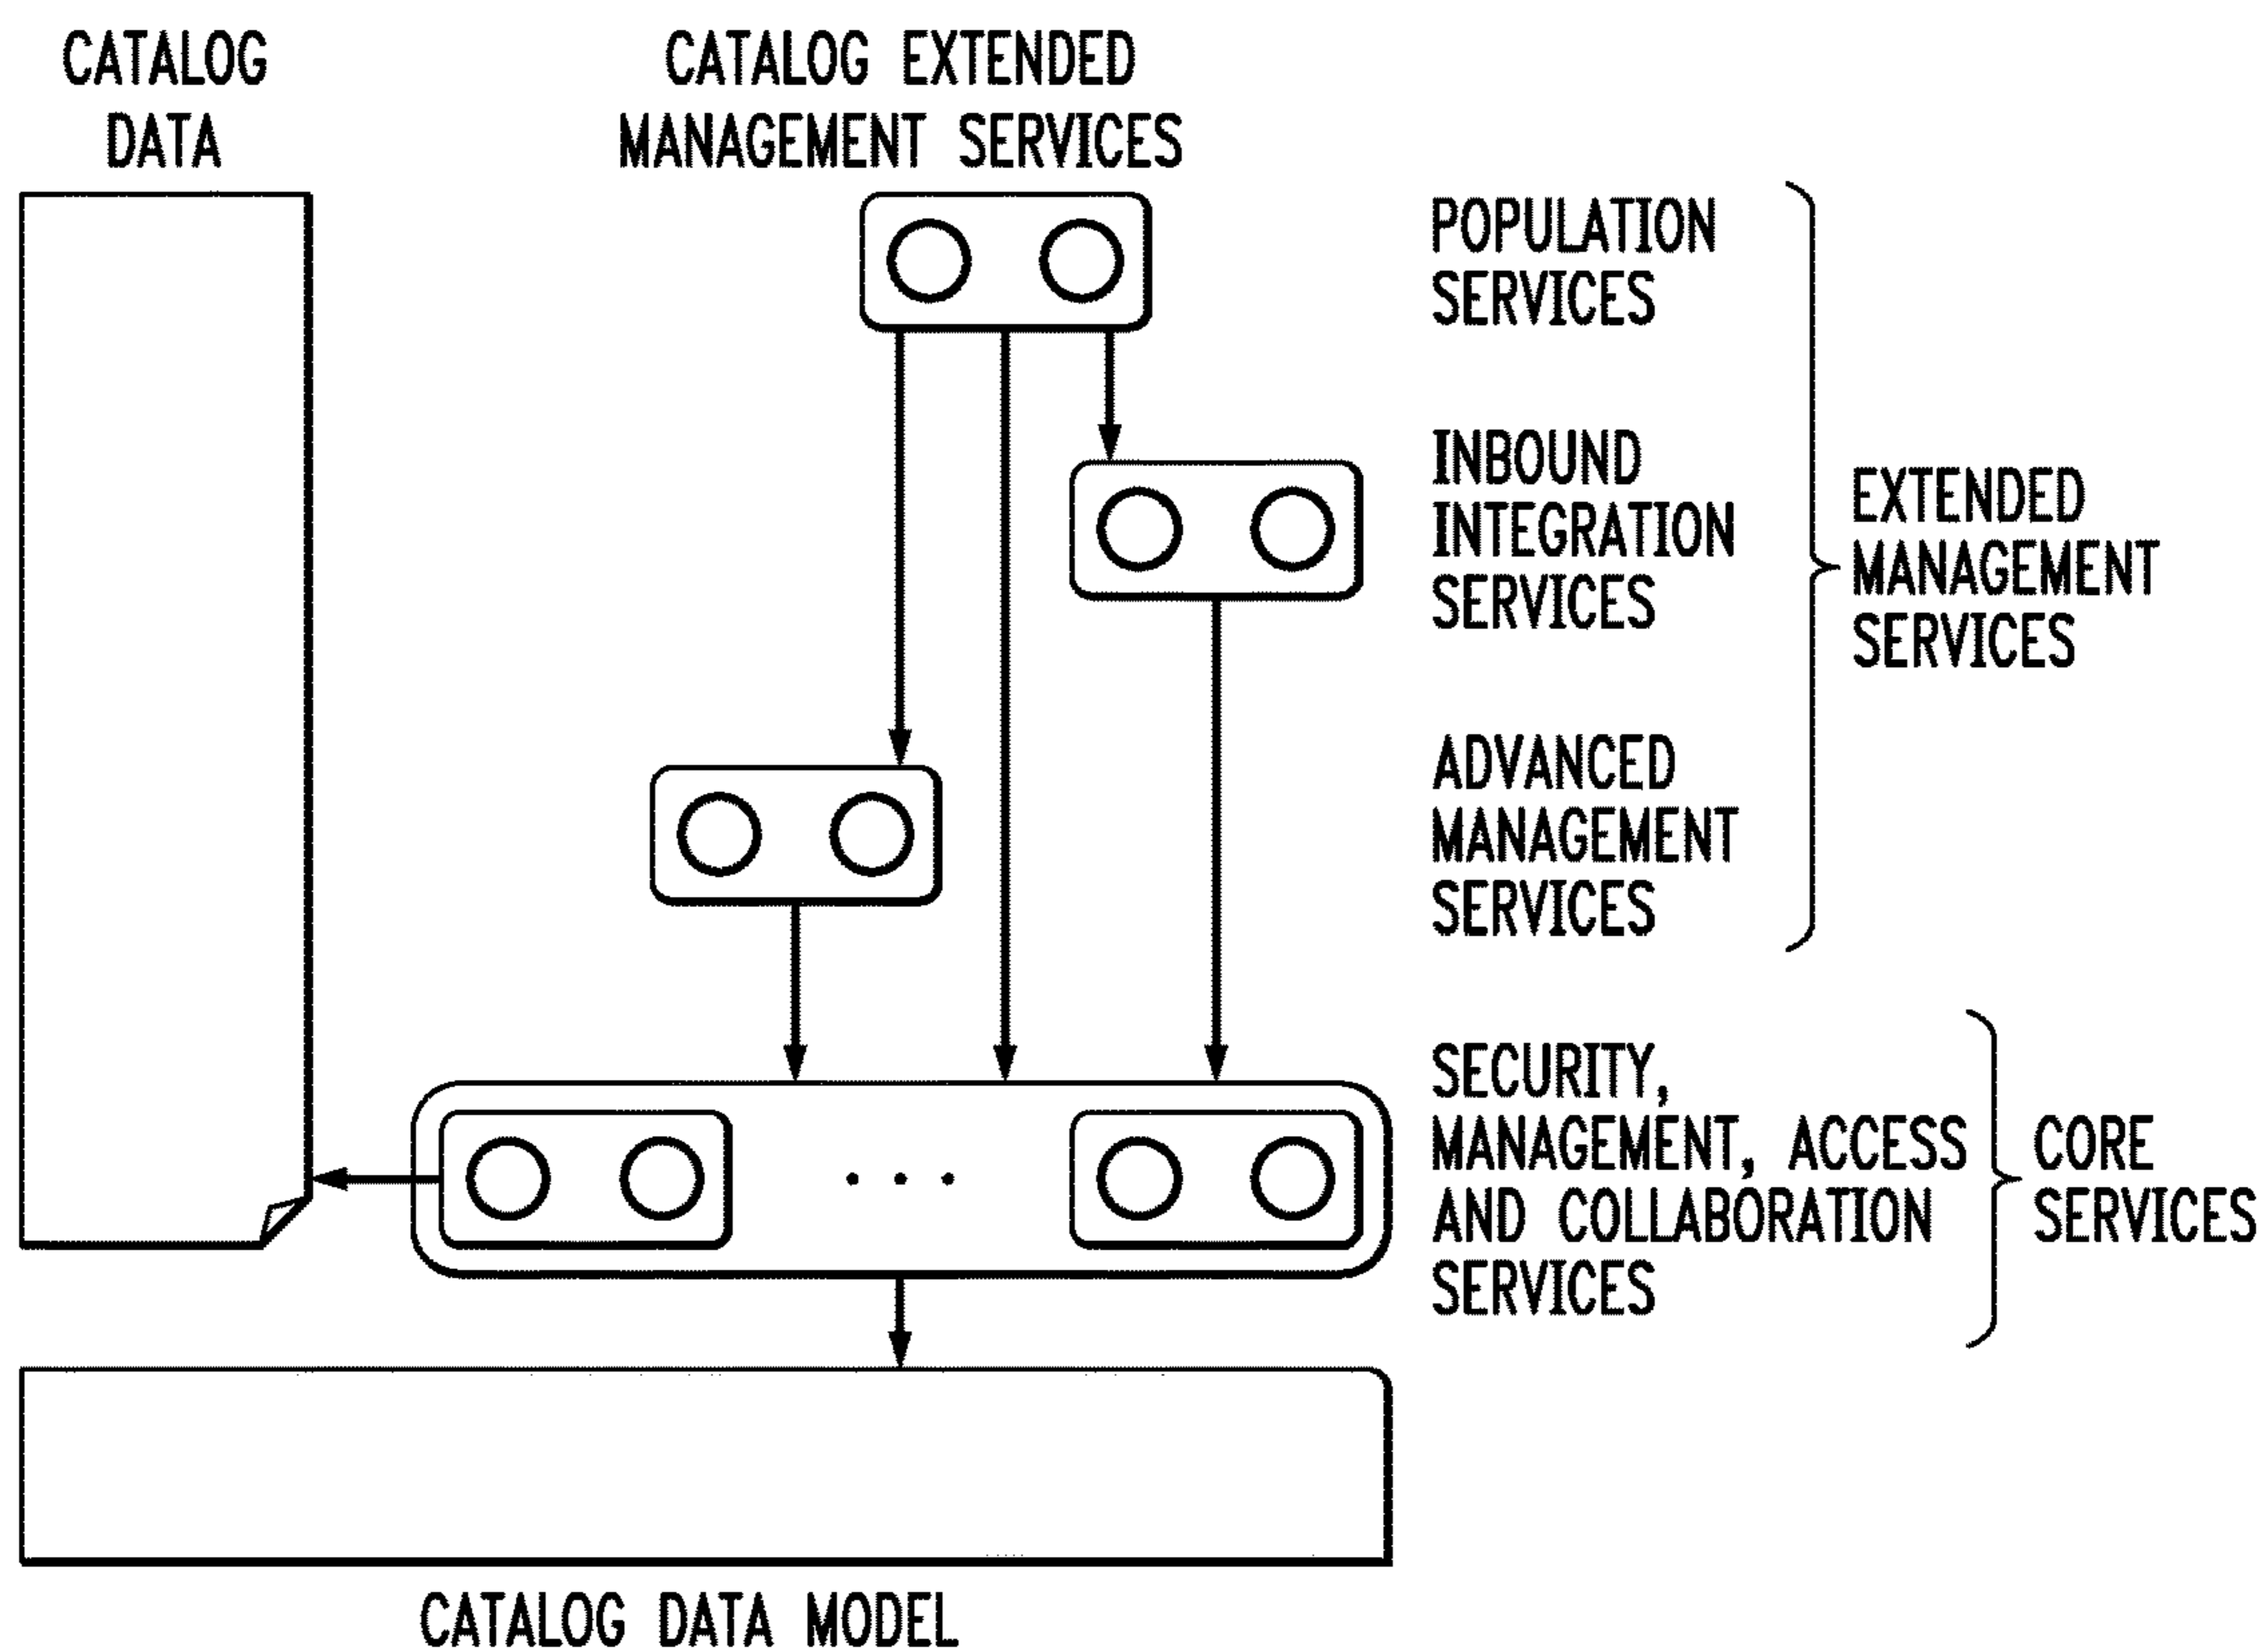 CATALOG
DATA
CATALOG EXTENDED
MANAGEMENT SERVICES
POPULATION
SERVICES
INBOUND
INTEGRATION
SERVICES
EXTENDED
MANAGEMENT
SERVICES
ADVANCED
MANAGEMENT
SERVICES
SECURITY,
MANAGEMENT, ACCESS
AND COLLABORATION
SERVICES
CORE
SERVICES
CATALOG DATA MODEL